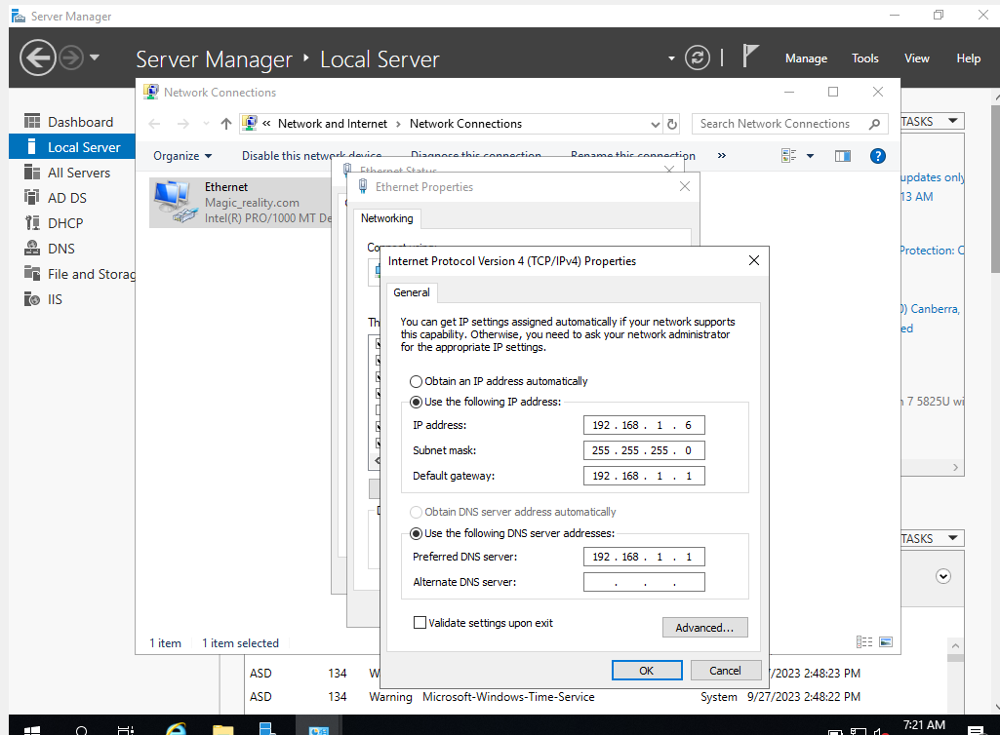 Server Manager
Server Manager
Local Server
Manage
Tools
View
Help
Network Connections
Network and Internet
Network Connections
Search Network Connections
Organize
Disable this network device
Diagnose this connection
Rename this connection
Dashboard
Local Server
All Servers
AD DS
DHCP
DNS
File and Storag
IIS
TASKS
updates only
:13 AM
Protection: C
0) Canberra,
ed
n 7 5825U wi
Ethernet
Magic_reality.com
Intel(R) PRO/1000 MT De
Ethernet Status
Ethernet Properties
Networking
Connect using:
Th
Internet Protocol Version 4 (TCP/IPv4) Properties
General
You can get IP settings assigned automatically if your network supports
this capability. Otherwise, you need to ask your network administrator
for the appropriate IP settings.
Obtain an IP address automatically
Use the following IP address:
IP address:
192 . 168 . 1 . 6
Subnet mask:
255 . 255 . 255 . 0
Default gateway:
192 . 168 . 1 . 1
Obtain DNS server address automatically
Use the following DNS server addresses:
Preferred DNS server:
192 . 168 . 1 . 1
Alternate DNS server:
. . .
Validate settings upon exit
Advanced...
OK
Cancel
TASKS
1 item
1 item selected
ASD 134 W /2023 2:48:23 PM
ASD 134 Warning Microsoft-Windows-Time-Service System 9/27/2023 2:48:22 PM
7:21 AM